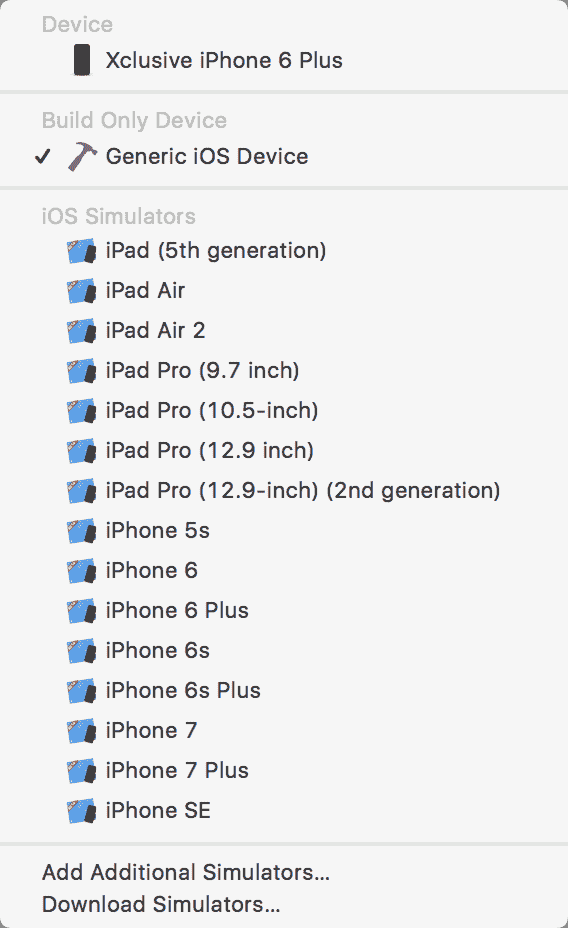 Device
Xclusive iPhone 6 Plus
Build Only Device
Generic iOS Device
iOS Simulators
iPad (5th generation)
iPad Air
iPad Air 2
iPad Pro (9.7 inch)
iPad Pro (10.5-inch)
iPad Pro (12.9 inch)
iPad Pro (12.9-inch) (2nd generation)
iPhone 5s
iPhone 6
iPhone 6 Plus
iPhone 6s
iPhone 6s Plus
iPhone 7
iPhone 7 Plus
iPhone SE
Add Additional Simulators...
Download Simulators...